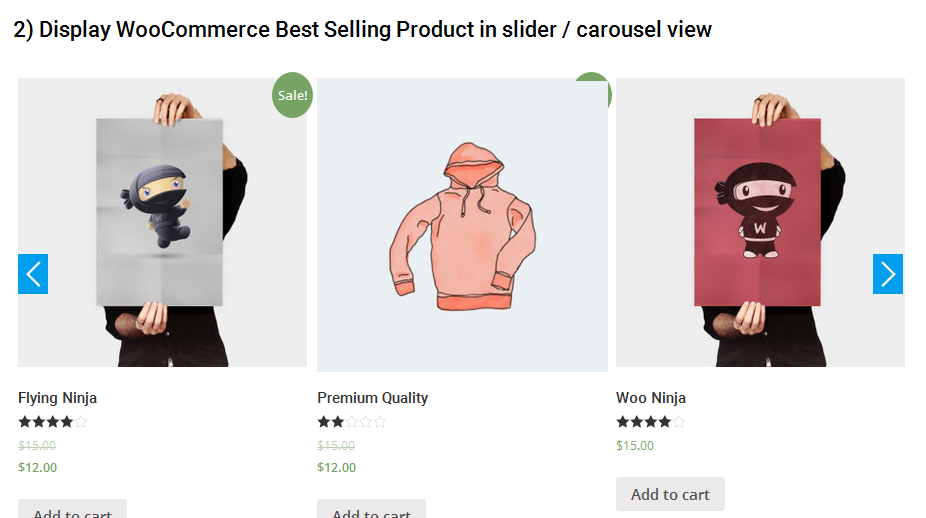 2) Display WooCommerce Best Selling Product in slider / carousel view
Sale!
W
W
Flying Ninja
Premium Quality
Woo Ninja
$15.00
$12.00
$15.00
$12.00
$15.00
Add to cart
Add to cart
Add to cart